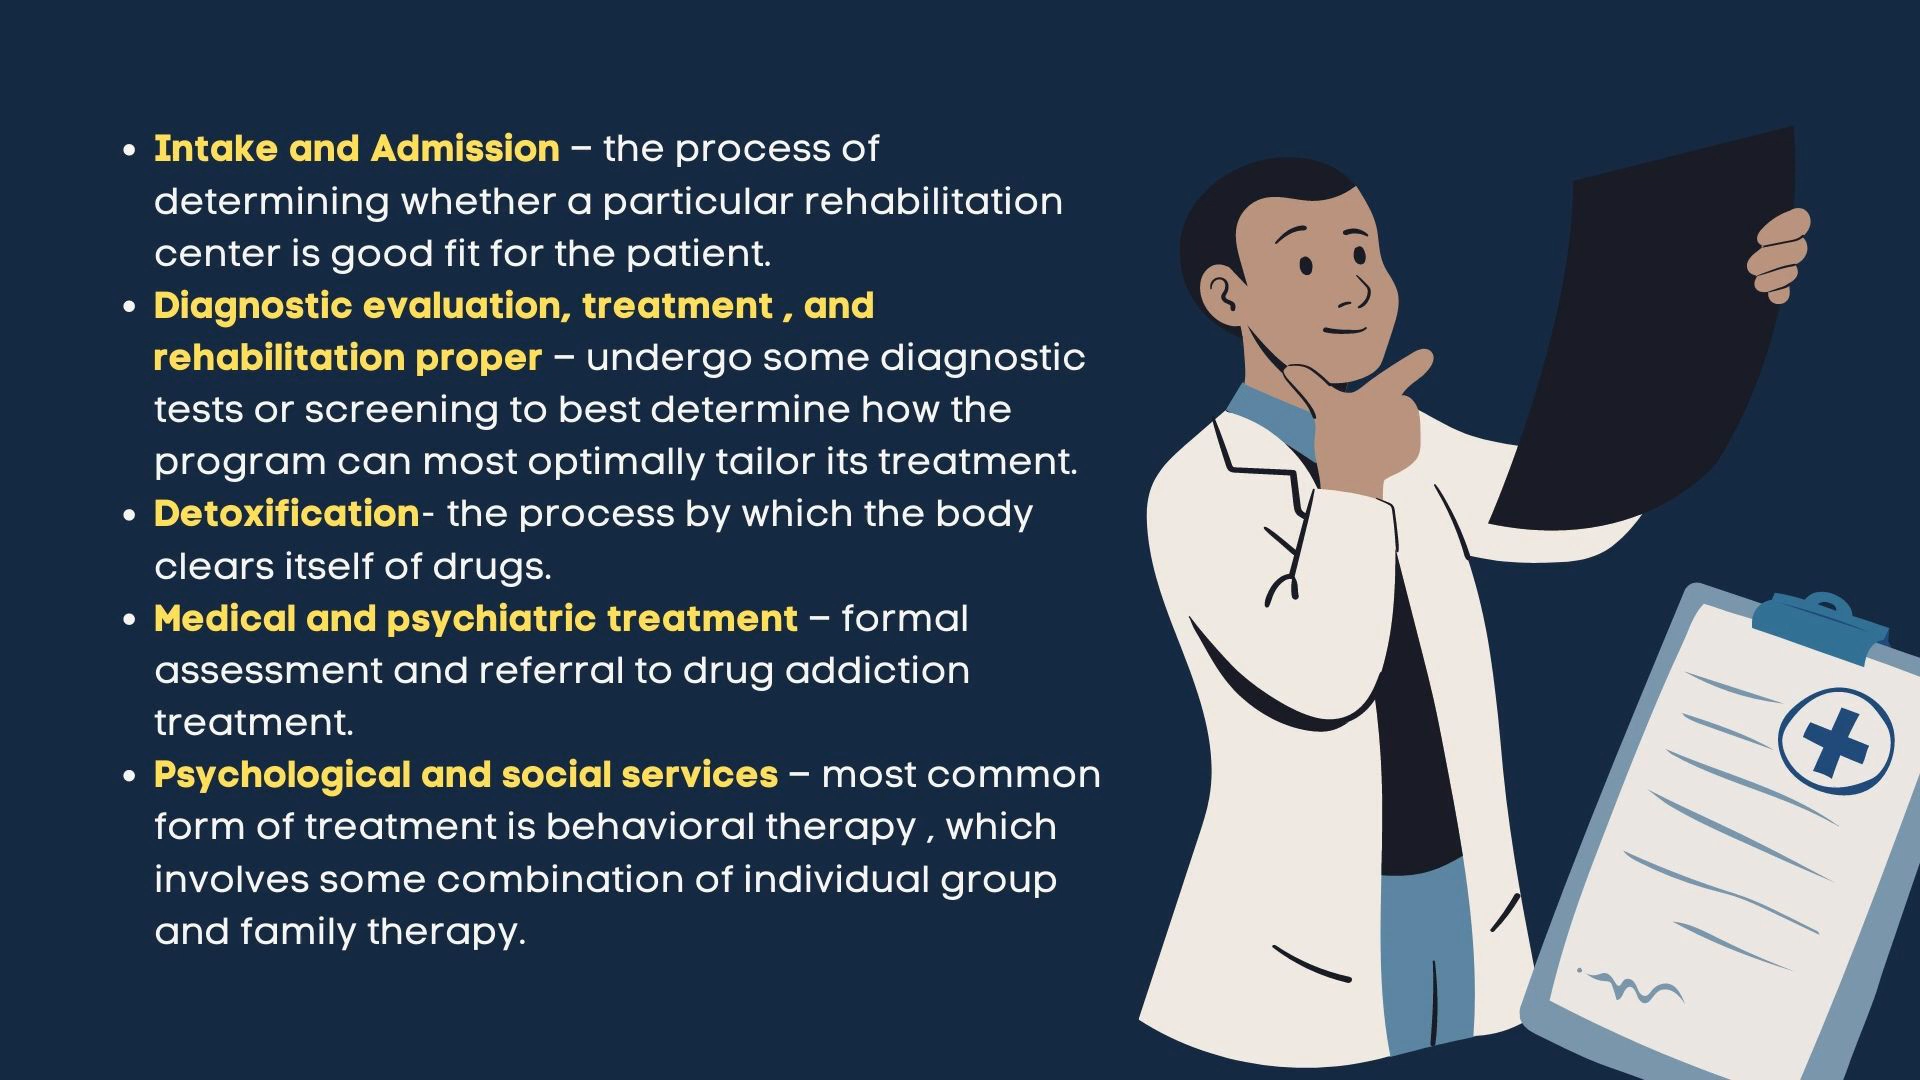 • Intake and Admission – the process of
determining whether a particular rehabilitation
center is good fit for the patient.
• Diagnostic evaluation, treatment , and
rehabilitation proper – undergo some diagnostic
tests or screening to best determine how the
program can most optimally tailor its treatment.
• Detoxification- the process by which the body
clears itself of drugs.
• Medical and psychiatric treatment – formal
assessment and referral to drug addiction
treatment.
• Psychological and social services – most common
form of treatment is behavioral therapy , which
involves some combination of individual group
and family therapy.